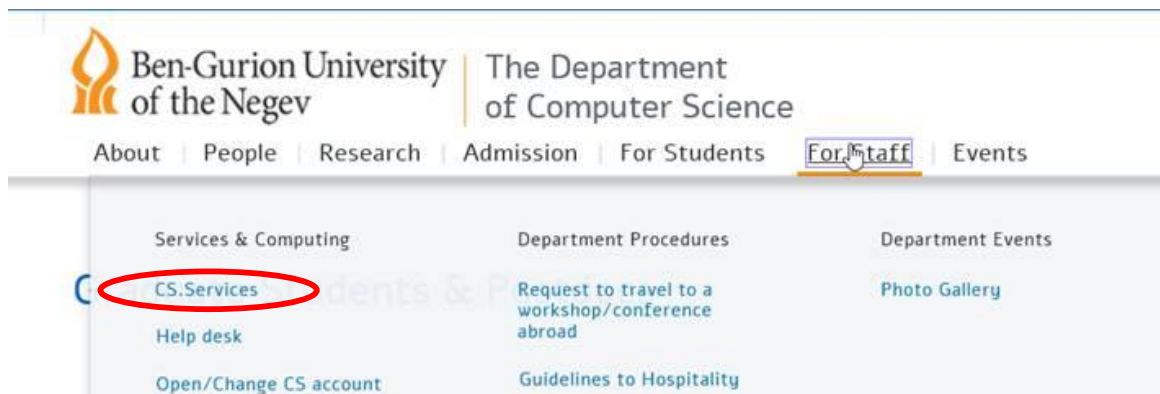 Ben-Gurion University
of the Negev
The Department
of Computer Science
About
People
Research
Admission
For Students
For Staff
Events
Services & Computing
CS.Services
Help desk
Open/Change CS account
Department Procedures
Request to travel to a
workshop/conference
abroad
Guidelines to Hospitality
Department Events
Photo Gallery